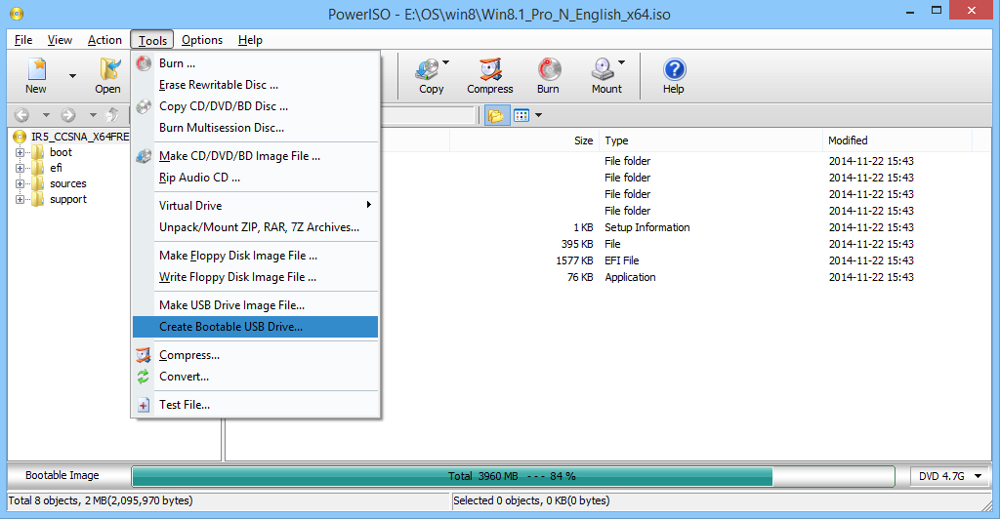 PowerISO - E:\OS\win8\Win8.1_Pro_N_English_x64.iso
File View Action Tools Options Help
New Open Copy Compress Burn Mount Help
Burn ...
Erase Rewritable Disc ...
Copy CD/DVD/BD Disc ...
Burn Multisession Disc...
Make CD/DVD/BD Image File ...
Rip Audio CD ...
Virtual Drive
Unpack/Mount ZIP, RAR, 7Z Archives...
Make Floppy Disk Image File ...
Write Floppy Disk Image File ...
Make USB Drive Image File...
Create Bootable USB Drive...
Compress...
Convert...
Test File...
IR5_CCSNA_X64FRE
boot
efi
sources
support
Size Type Modified
File folder 2014-11-22 15:43
File folder 2014-11-22 15:43
File folder 2014-11-22 15:43
File folder 2014-11-22 15:43
1 KB Setup Information 2014-11-22 15:43
395 KB File 2014-11-22 15:43
1577 KB EFI File 2014-11-22 15:43
76 KB Application 2014-11-22 15:43
Bootable Image Total 3960 MB - - - 84 % DVD 4.7G
Total 8 objects, 2 MB(2,095,970 bytes) Selected 0 objects, 0 KB(0 bytes)